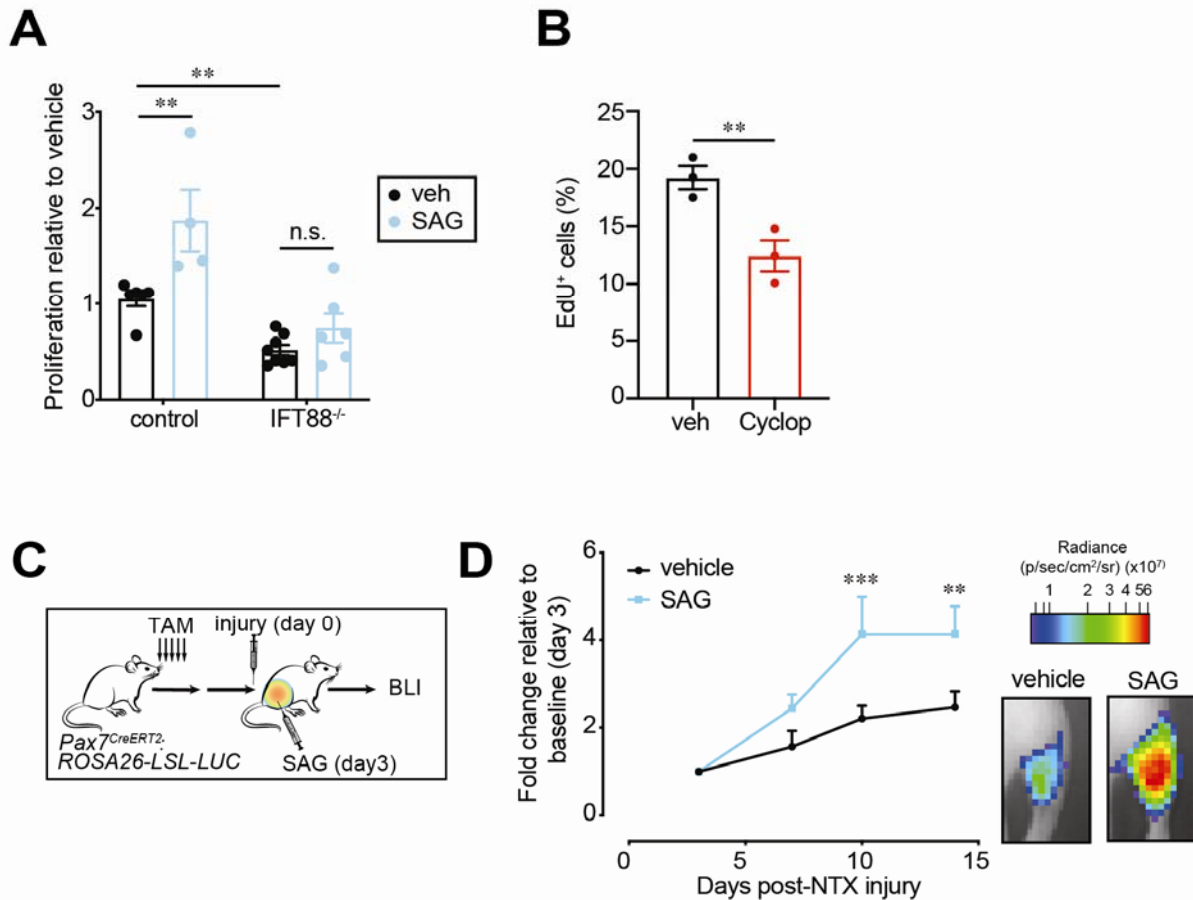 A
Proliferation relative to vehicle
3
2
1
0
**
**
n.s.
veh
SAG
control
IFT88-/-
B
EdU+ cells (%)
25
20
15
10
5
0
**
veh
Cyclop
C
TAM
injury (day 0)
BLI
Pax7CreERT2;
ROSA26-LSL-LUC
SAG (day3)
D
Fold change relative to
baseline (day 3)
6
4
2
0
vehicle
SAG
***
**
0
5
10
15
Days post-NTX injury
Radiance
(p/sec/cm2/sr) (x107)
1 2 3 4 56
vehicle
SAG